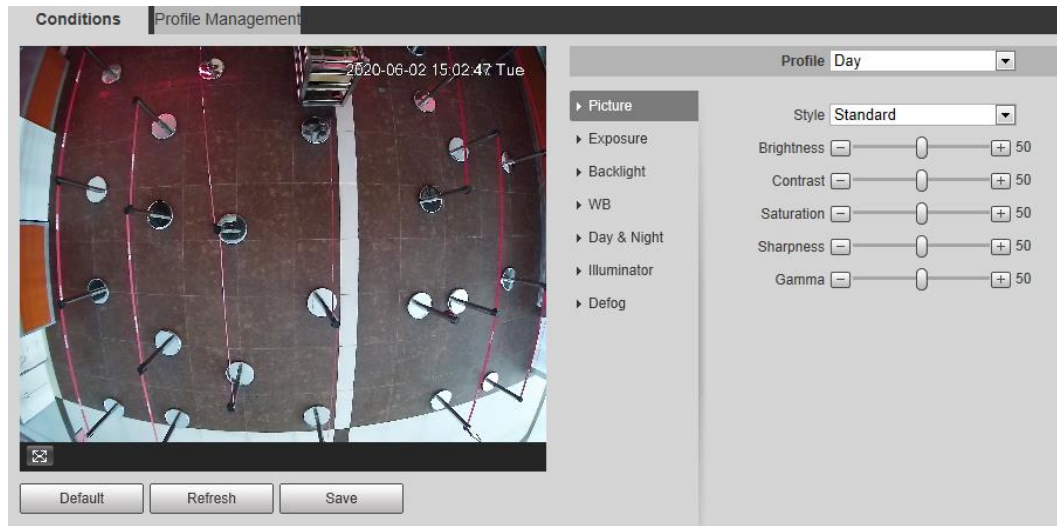 Conditions
Profile Management
2020-06-02 15:02:47 Tue
Profile Day
Picture
Exposure
Backlight
WB
Day & Night
Illuminator
Defog
Style Standard
Brightness 50
Contrast 50
Saturation 50
Sharpness 50
Gamma 50
Default Refresh Save